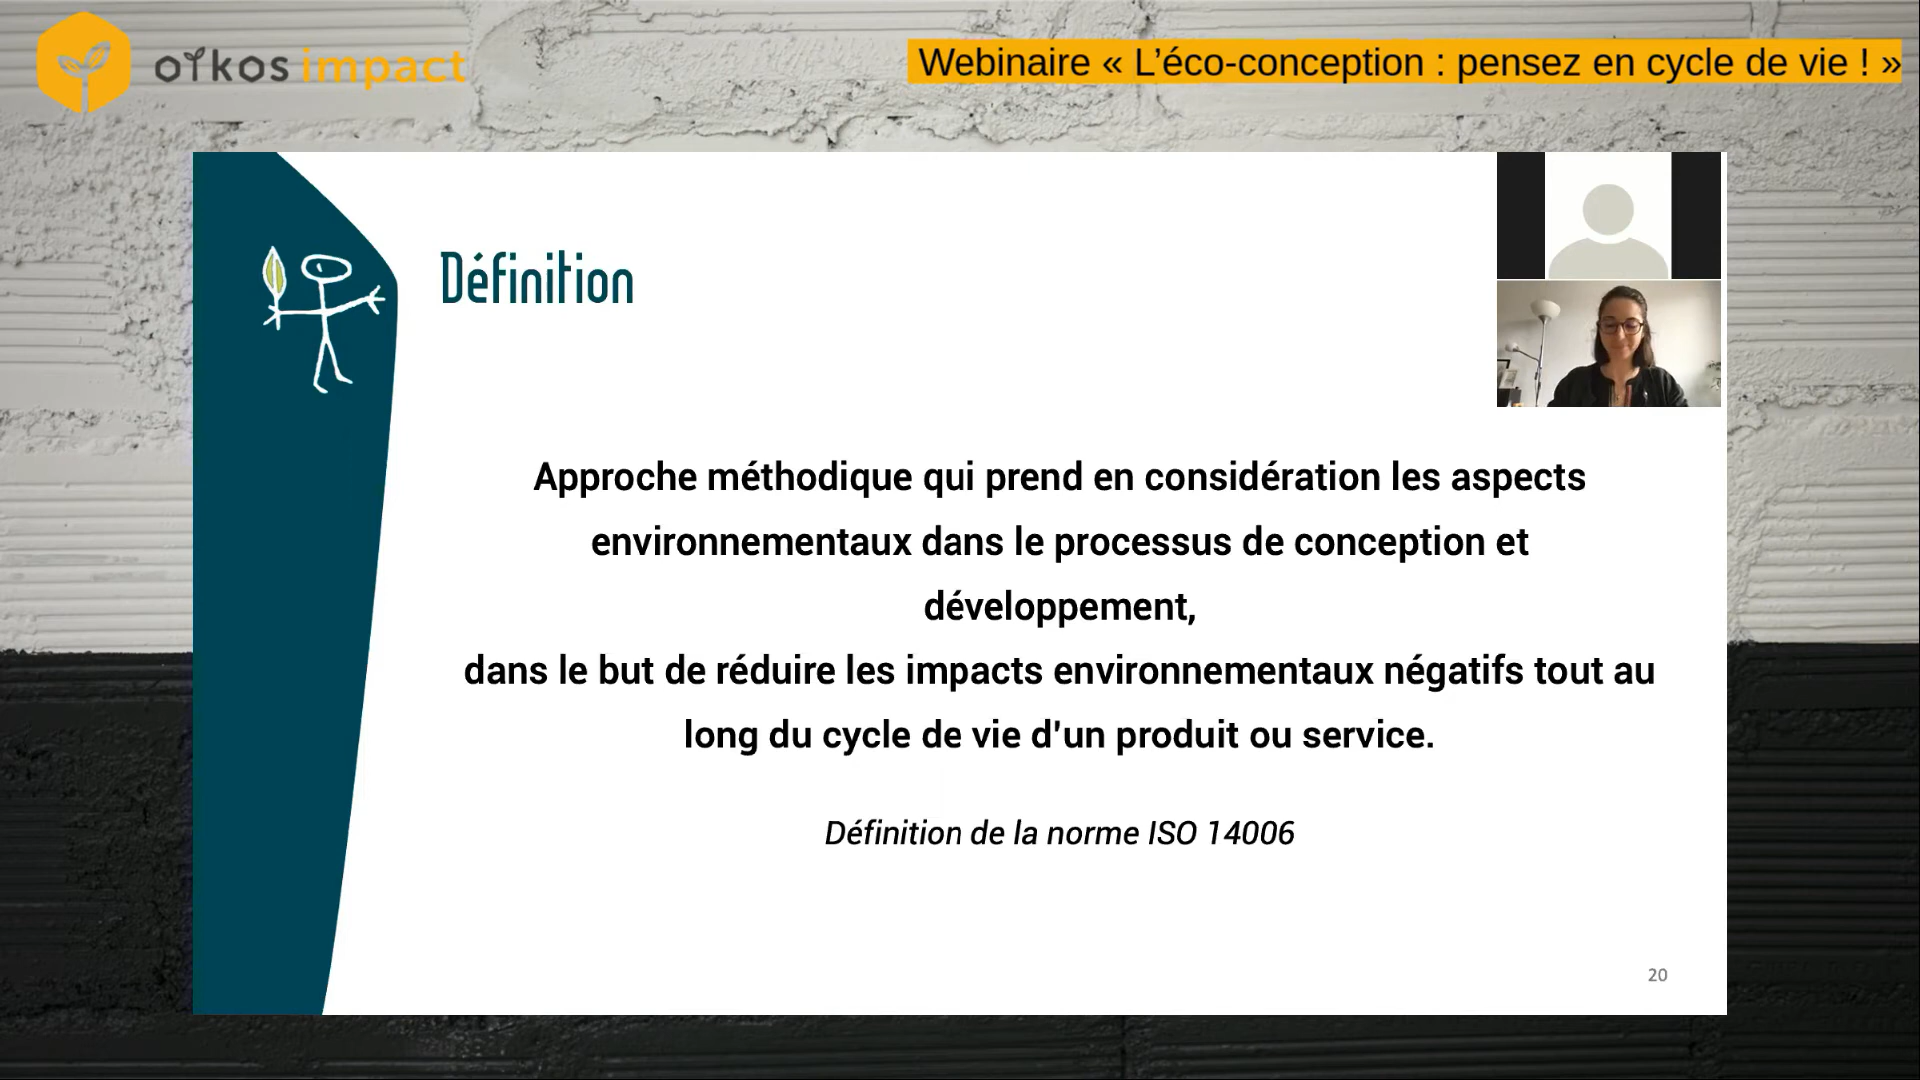 oikos impact
Webinaire « L’éco-conception : pensez en cycle de vie ! »
Définition
Approche méthodique qui prend en considération les aspects
environnementaux dans le processus de conception et
développement,
dans le but de réduire les impacts environnementaux négatifs tout au
long du cycle de vie d'un produit ou service.
Définition de la norme ISO 14006
20